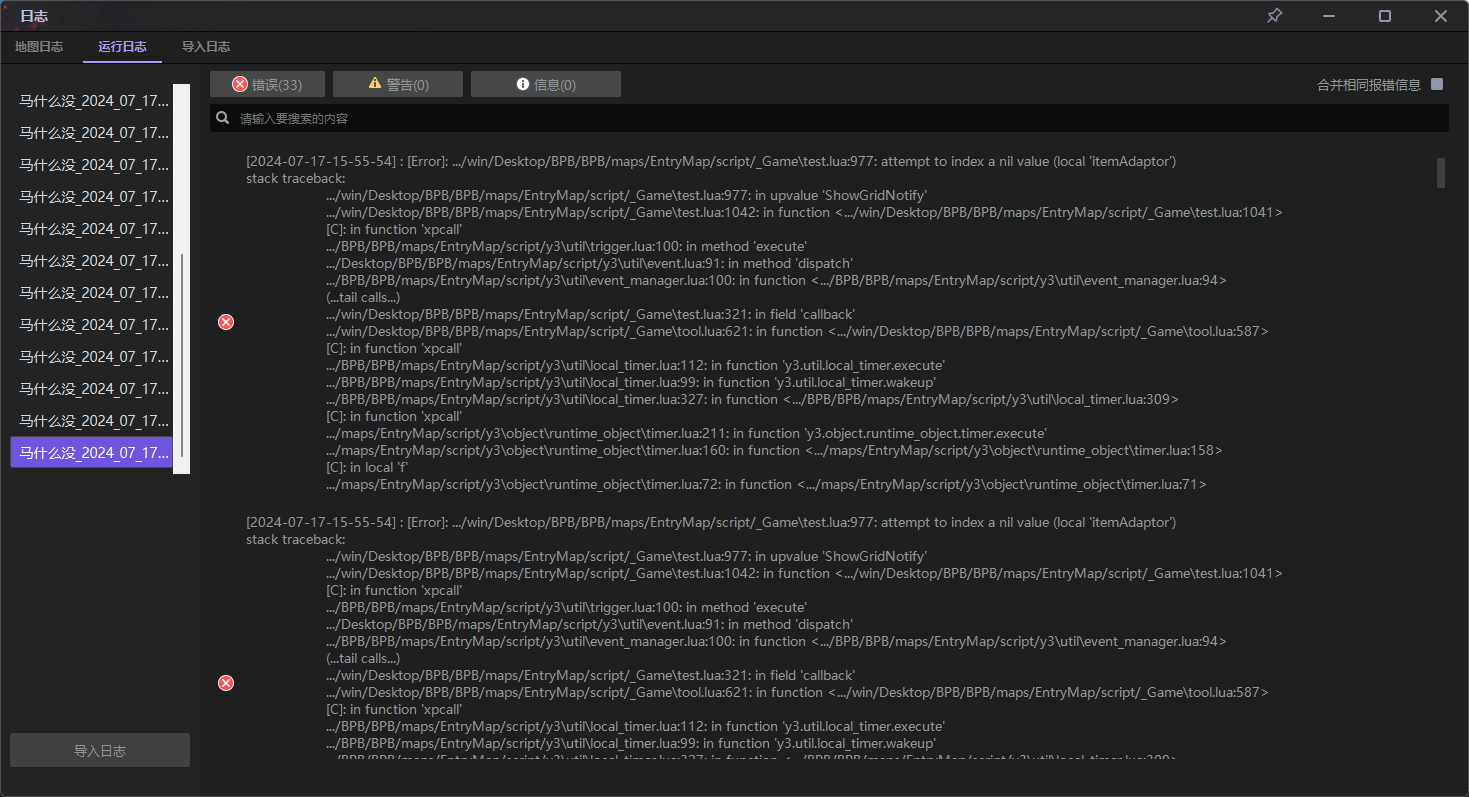 日志
地图日志
运行日志
导入日志
马什么没_2024_07_17...
马什么没_2024_07_17...
马什么没_2024_07_17...
马什么没_2024_07_17...
马什么没_2024_07_17...
马什么没_2024_07_17...
马什么没_2024_07_17...
马什么没_2024_07_17...
马什么没_2024_07_17...
马什么没_2024_07_17...
马什么没_2024_07_17...
马什么没_2024_07_17...
导入日志
错误(33)
警告(0)
信息(0)
合并相同报错信息
请输入要搜索的内容
[2024-07-17-15-55-54] : [Error]: .../win/Desktop/BPB/BPB/maps/EntryMap/script/_Game\test.lua:977: attempt to index a nil value (local 'itemAdaptor')
stack traceback:
.../win/Desktop/BPB/BPB/maps/EntryMap/script/_Game\test.lua:977: in upvalue 'ShowGridNotify'
.../win/Desktop/BPB/BPB/maps/EntryMap/script/_Game\test.lua:1042: in function <.../win/Desktop/BPB/BPB/maps/EntryMap/script/_Game\test.lua:1041>
[C]: in function 'xpcall'
.../BPB/BPB/maps/EntryMap/script/y3\util\trigger.lua:100: in method 'execute'
.../Desktop/BPB/BPB/maps/EntryMap/script/y3\util\event.lua:91: in method 'dispatch'
.../BPB/BPB/maps/EntryMap/script/y3\util\event_manager.lua:100: in function <.../BPB/BPB/maps/EntryMap/script/y3\util\event_manager.lua:94>
(...tail calls...)
.../win/Desktop/BPB/BPB/maps/EntryMap/script/_Game\test.lua:321: in field 'callback'
.../win/Desktop/BPB/BPB/maps/EntryMap/script/_Game\tool.lua:621: in function <.../win/Desktop/BPB/BPB/maps/EntryMap/script/_Game\tool.lua:587>
[C]: in function 'xpcall'
.../BPB/BPB/maps/EntryMap/script/y3\util\local_timer.lua:112: in function 'y3.util.local_timer.execute'
.../BPB/BPB/maps/EntryMap/script/y3\util\local_timer.lua:99: in function 'y3.util.local_timer.wakeup'
.../BPB/BPB/maps/EntryMap/script/y3\util\local_timer.lua:327: in function <.../BPB/BPB/maps/EntryMap/script/y3\util\local_timer.lua:309>
[C]: in function 'xpcall'
.../maps/EntryMap/script/y3\object\runtime_object\timer.lua:211: in function 'y3.object.runtime_object.timer.execute'
.../maps/EntryMap/script/y3\object\runtime_object\timer.lua:160: in function <.../maps/EntryMap/script/y3\object\runtime_object\timer.lua:158>
[C]: in local 'f'
.../maps/EntryMap/script/y3\object\runtime_object\timer.lua:72: in function <.../maps/EntryMap/script/y3\object\runtime_object\timer.lua:71>
[2024-07-17-15-55-54] : [Error]: .../win/Desktop/BPB/BPB/maps/EntryMap/script/_Game\test.lua:977: attempt to index a nil value (local 'itemAdaptor')
stack traceback:
.../win/Desktop/BPB/BPB/maps/EntryMap/script/_Game\test.lua:977: in upvalue 'ShowGridNotify'
.../win/Desktop/BPB/BPB/maps/EntryMap/script/_Game\test.lua:1042: in function <.../win/Desktop/BPB/BPB/maps/EntryMap/script/_Game\test.lua:1041>
[C]: in function 'xpcall'
.../BPB/BPB/maps/EntryMap/script/y3\util\trigger.lua:100: in method 'execute'
.../Desktop/BPB/BPB/maps/EntryMap/script/y3\util\event.lua:91: in method 'dispatch'
.../BPB/BPB/maps/EntryMap/script/y3\util\event_manager.lua:100: in function <.../BPB/BPB/maps/EntryMap/script/y3\util\event_manager.lua:94>
(...tail calls...)
.../win/Desktop/BPB/BPB/maps/EntryMap/script/_Game\test.lua:321: in field 'callback'
.../win/Desktop/BPB/BPB/maps/EntryMap/script/_Game\tool.lua:621: in function <.../win/Desktop/BPB/BPB/maps/EntryMap/script/_Game\tool.lua:587>
[C]: in function 'xpcall'
.../BPB/BPB/maps/EntryMap/script/y3\util\local_timer.lua:112: in function 'y3.util.local_timer.execute'
.../BPB/BPB/maps/EntryMap/script/y3\util\local_timer.lua:99: in function 'y3.util.local_timer.wakeup'
.../BPB/BPB/maps/EntryMap/script/y3\util\local_timer.lua:327: in function <.../BPB/BPB/maps/EntryMap/script/y3\util\local_timer.lua:309>